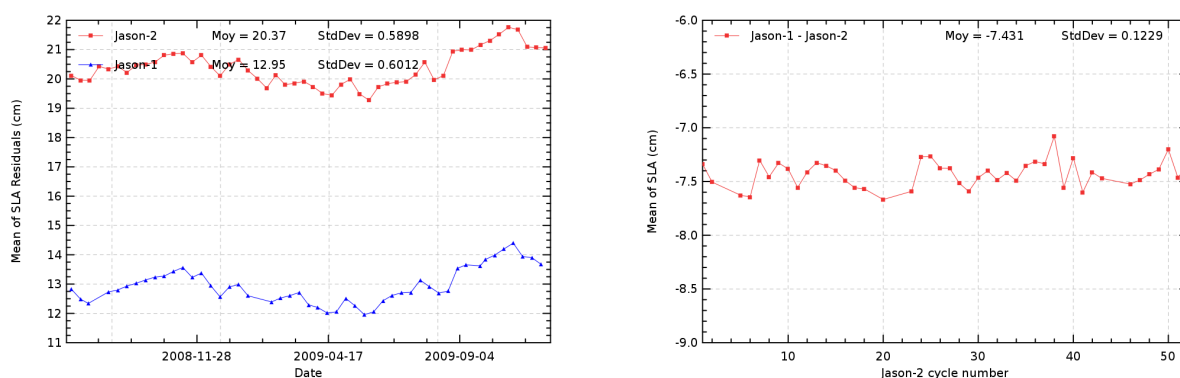 22
21
20
19
18
17
16
15
14
13
12
11
Mean of SLA Residuals (cm)
Jason-2 Moy = 20.37 StdDev = 0.5898
Jason-1 Moy = 12.95 StdDev = 0.6012
2008-11-28 2009-04-17 2009-09-04
Date
-6.0
-6.5
-7.0
-7.5
-8.0
-8.5
-9.0
Mean of SLA (cm)
Jason-1 - Jason-2 Moy = -7.431 StdDev = 0.1229
10 20 30 40 50
Jason-2 cycle number